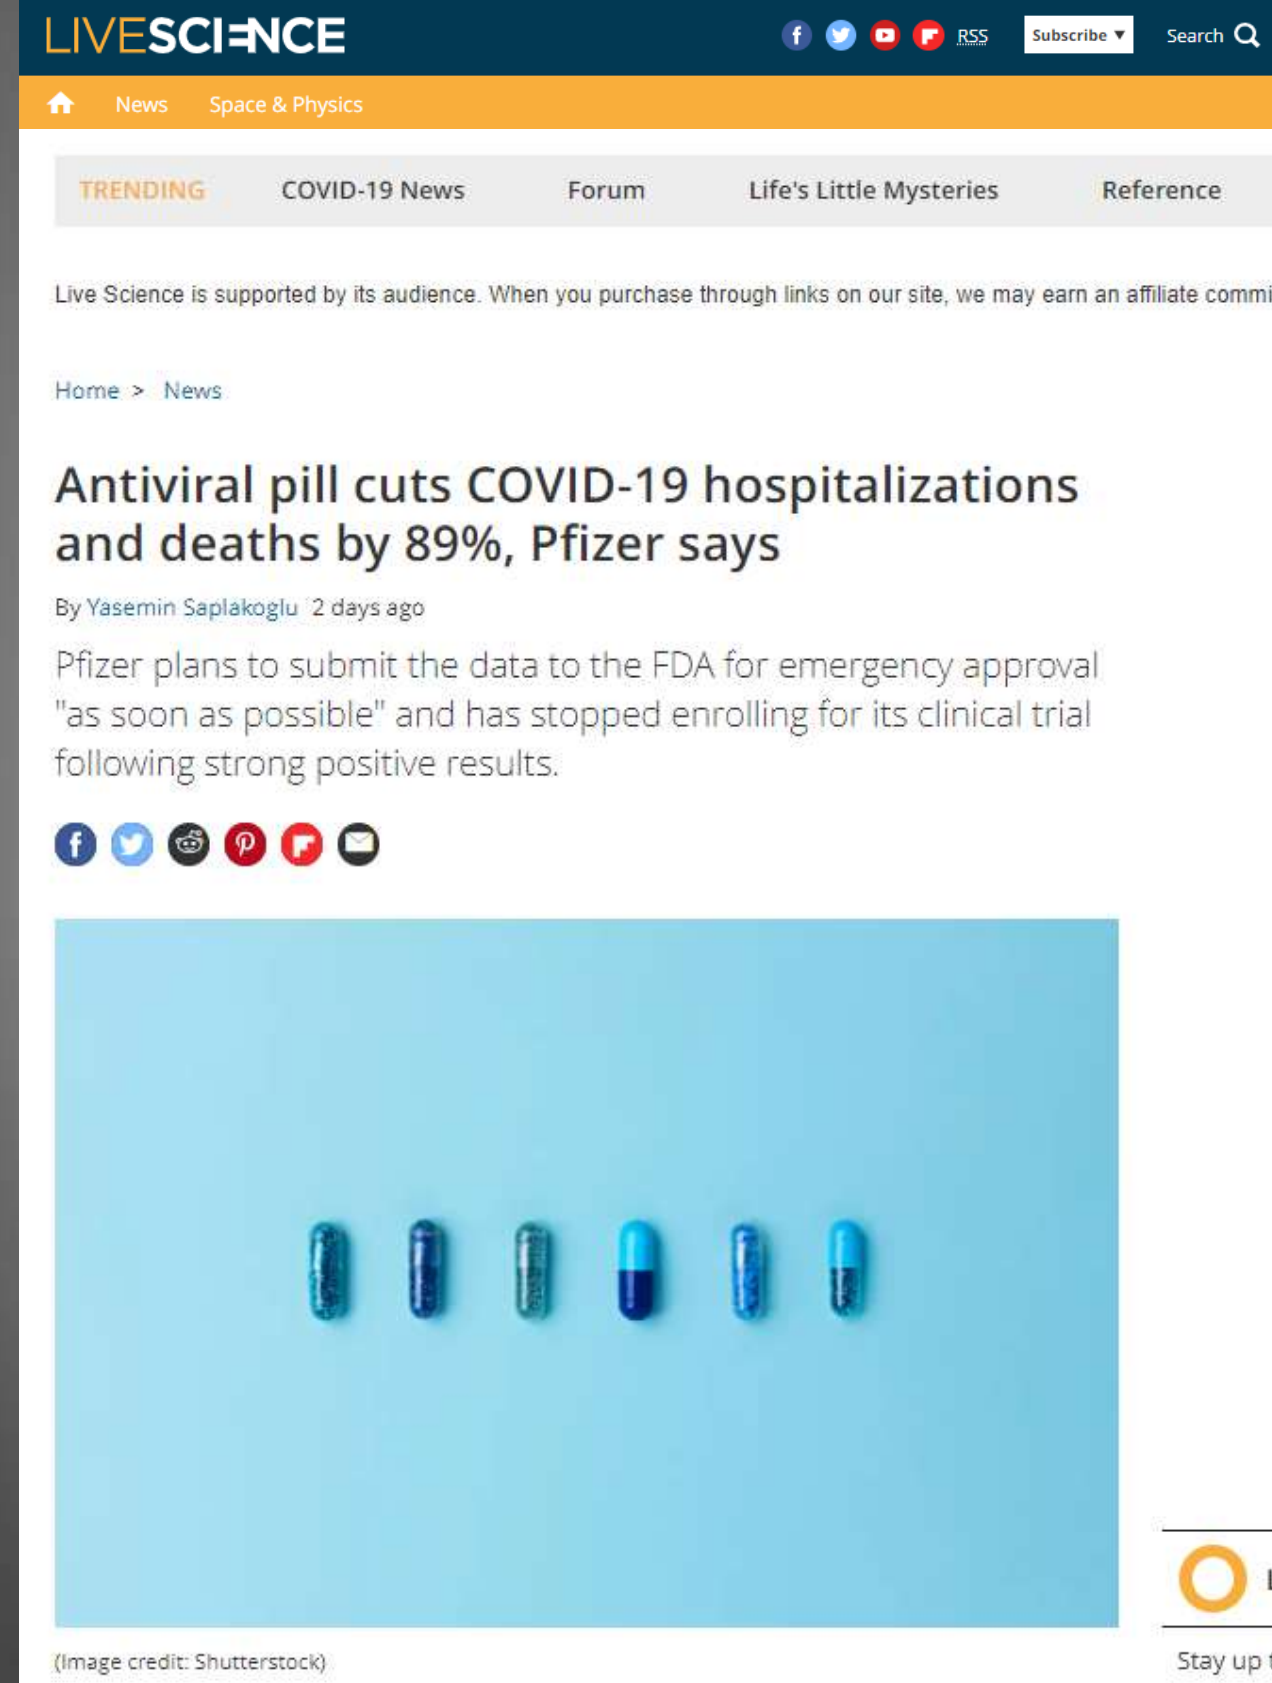 LIVESCIENCE
RSS
Subscribe ▼
Search
News
Space & Physics
TRENDING
COVID-19 News
Forum
Life's Little Mysteries
Reference
Live Science is supported by its audience. When you purchase through links on our site, we may earn an affiliate
Home > News
Antiviral pill cuts COVID-19 hospitalizations
and deaths by 89%, Pfizer says
By Yasemin Saplakoglu 2 days ago
Pfizer plans to submit the data to the FDA for emergency approval
"as soon as possible" and has stopped enrolling for its clinical trial
following strong positive results.
(Image credit: Shutterstock)
Stay up